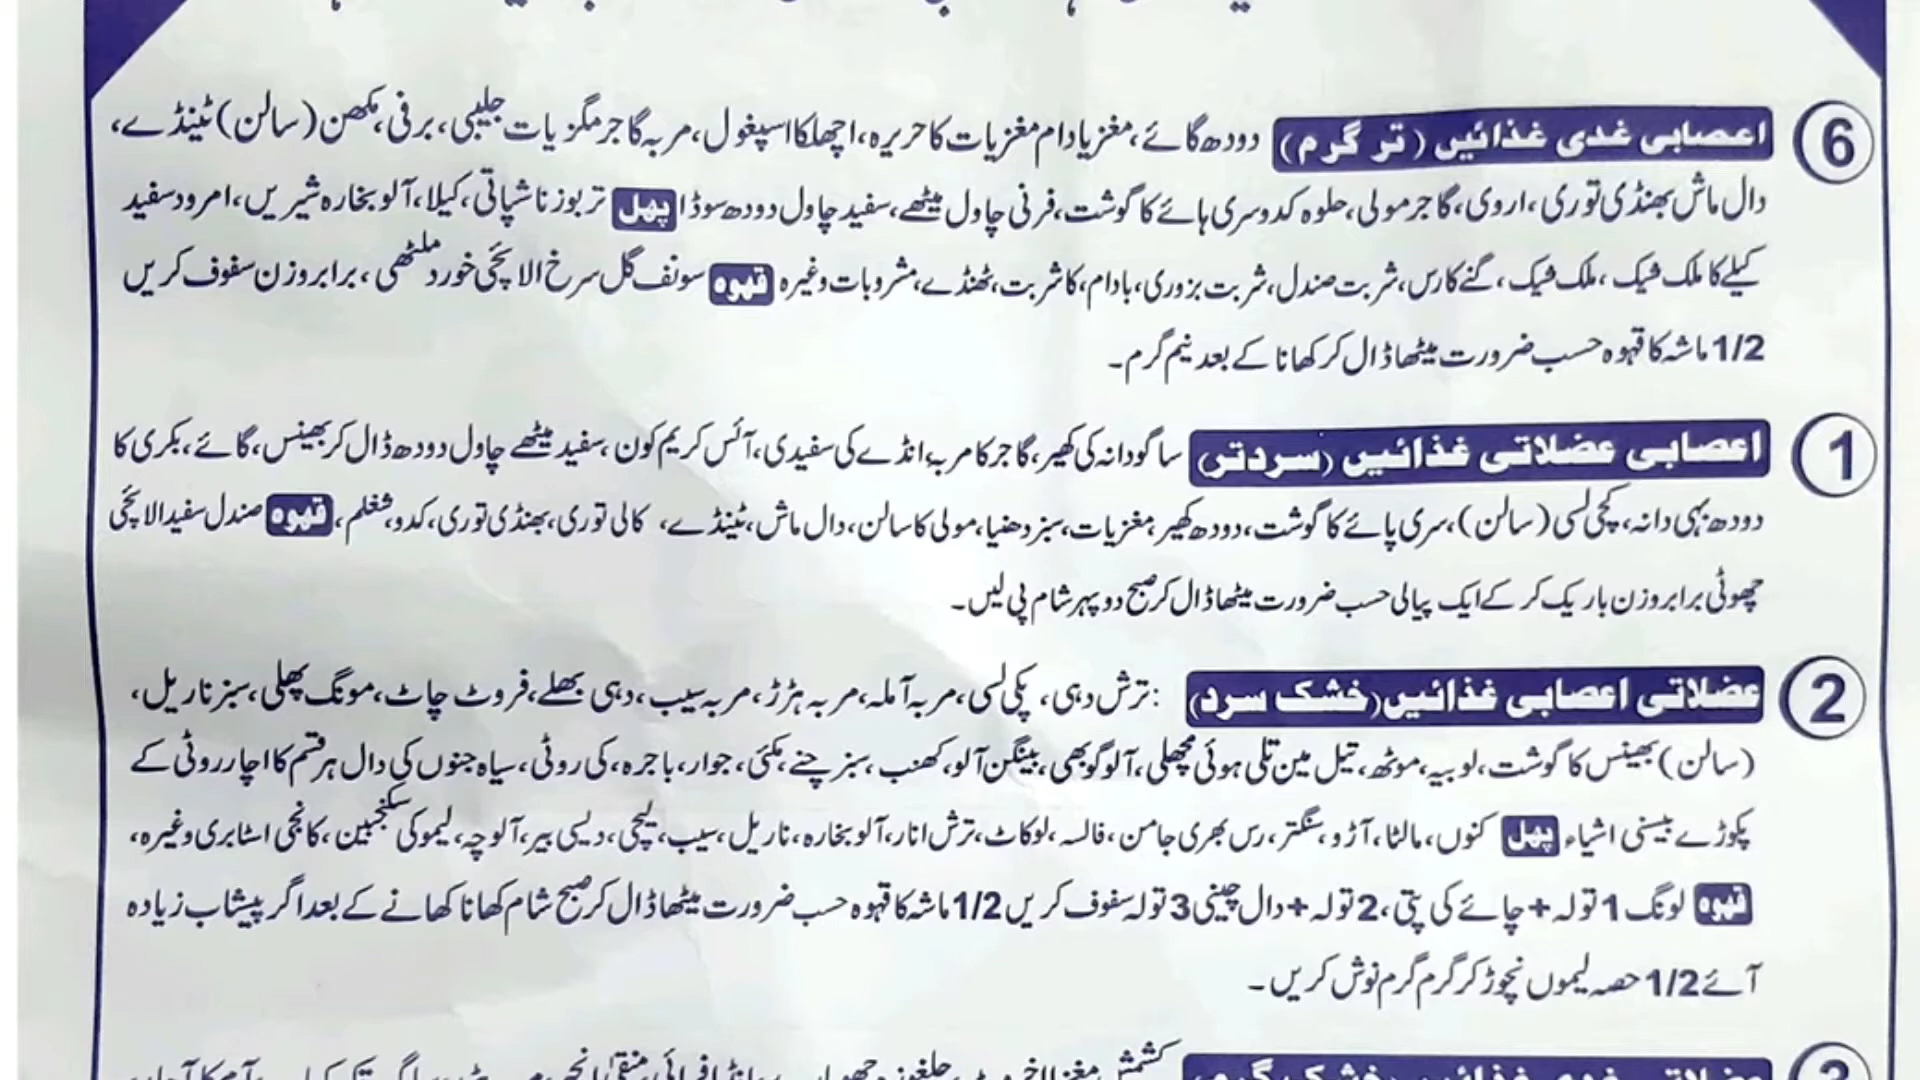 6 اعصابی غدی غذائیں (تر گرم) دودھ گائے، مغز یادام مغزیات کا حریرہ، اچھلکا اسپغول، مربہ گاجر مگزیات جلیبی، برفی، مکھن (سالن) ٹینڈے،
دال ماش بھنڈی توری، اروی، گاجر مولی، حلوہ کدو سری ہائے کا گوشت، فرنی چاول میٹھے، سفید چاول دودھ سوڈا پھل تربوز ناشپاتی، کیلا، آلو بخارہ شیریں، امرود سفید
کیلے کا ملک شیک، ملک شیک، گنے کا رس، شربت صندل، شربت بزوری، بادام، کا شربت، ٹھنڈے، مشروبات وغیرہ قہوہ سونف گل سرخ الائچی خورد ملٹھی، برابر وزن سفوف کریں
1/2 ماشہ کا قہوہ حسب ضرورت میٹھا ڈال کر کھانا کے بعد نیم گرم۔
1 اعصابی عضلاتی غذائیں (سردتر) ساگودانہ کی کھیر، گاجر کا مربہ، انڈے کی سفیدی، آئس کریم کون، سفید میٹھے چاول دودھ ڈال کر بھینس، گائے، بکری کا
دودھ بہی دانہ، کچی لسی (سالن)، سری پائے کا گوشت، دودھ کھیر، مغزیات، سبز دھنیا، مولی کا سالن، دال ماش، ٹینڈے، کالی توری، بھنڈی توری، کدو، شغلم، قہوہ صندل سفید الائچی
چھوٹی برابر وزن باریک کر کے ایک پیالی حسب ضرورت میٹھا ڈال کر صبح دوپہر شام پی لیں۔
2 عضلاتی اعصابی غذائیں (خشک سرد) :ترش دہی، پکی لسی، مربہ آملہ، مربہ ہڑڑ، مربہ سیب، دہی بھلے، فروٹ چاٹ، مونگ پھلی، سبز ناریل،
(سالن) بھینس کا گوشت، لوبیہ، موٹھ، تیل مین تلی ہوئی مچھلی، آلو گوبھی، بینگن آلو، کھنب، سبز چنے، مکئی، جوار، باجرہ، کی روٹی، سیاہ جنوں کی دال ہر قسم کا اچار روٹی کے
پکوڑے بیسنی اشیاء پھل کنوں، مالٹا، آڑو، سنگتر، رس بھری جامن، فالسہ، لوکاٹ، ترش انار، آلو بخارہ، ناریل، سیب، لیچی، دیسی بیر، آلوچہ، لیمو کی سکنجبین، کانجی اسٹابری وغیرہ،
قہوہ لونگ 1 تولہ + چائے کی پتی، 2 تولہ + دال چینی 3 تولہ سفوف کریں 1/2 ماشہ کا قہوہ حسب ضرورت میٹھا ڈال کر صبح شام کھانا کھانے کے بعد اگر پیشاب زیادہ
آئے 1/2 حصہ لیموں نچوڑ کر گرم گرم نوش کریں۔